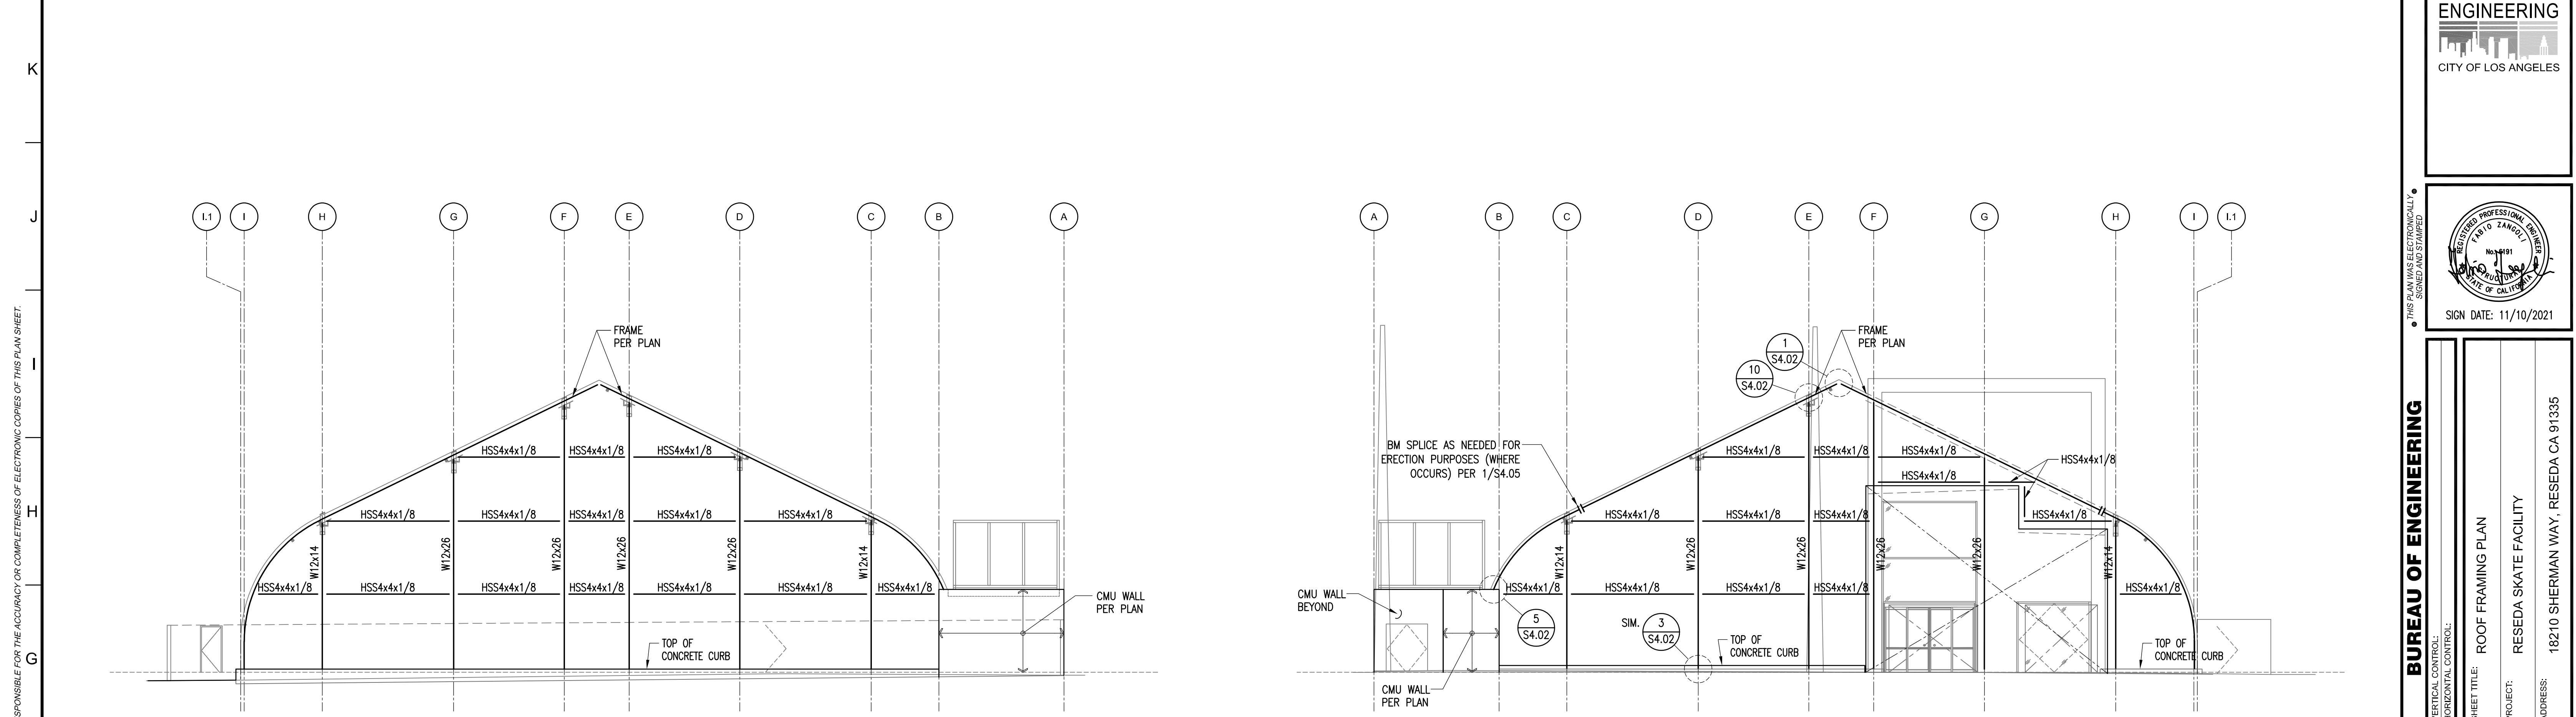 K
J
I
H
G
SPONSIBLE FOR THE ACCURACY OR COMPLETENESS OF ELECTRONIC COPIES OF THIS PLAN SHEET.
I.1
I
H
G
F
E
D
C
B
A
FRAME
PER PLAN
HSS4x4x1/8
HSS4x4x1/8
HSS4x4x1/8
HSS4x4x1/8
HSS4x4x1/8
HSS4x4x1/8
HSS4x4x1/8
HSS4x4x1/8
W12x14
W12x26
W12x26
W12x26
W12x26
W12x14
HSS4x4x1/8
HSS4x4x1/8
HSS4x4x1/8
HSS4x4x1/8
HSS4x4x1/8
HSS4x4x1/8
HSS4x4x1/8
CMU WALL
PER PLAN
TOP OF
CONCRETE CURB
A
B
C
D
E
F
G
H
I
I.1
FRAME
PER PLAN
1
S4.02
10
S4.02
BM SPLICE AS NEEDED FOR
ERECTION PURPOSES (WHERE
OCCURS) PER 1/S4.05
HSS4x4x1/8
HSS4x4x1/8
HSS4x4x1/8
HSS4x4x1/8
HSS4x4x1/8
HSS4x4x1/8
HSS4x4x1/8
HSS4x4x1/8
HSS4x4x1/8
W12x14
W12x26
W12x26
W12x26
W12x26
W12x14
HSS4x4x1/8
HSS4x4x1/8
HSS4x4x1/8
HSS4x4x1/8
HSS4x4x1/8
CMU WALL
BEYOND
5
S4.02
SIM.
3
S4.02
TOP OF
CONCRETE CURB
TOP OF
CONCRETE CURB
CMU WALL
PER PLAN
ENGINEERING
CITY OF LOS ANGELES
THIS PLAN WAS ELECTRONICALLY
SIGNED AND STAMPED
REGISTERED PROFESSIONAL ENGINEER
FABIO ZANGOLI
STRUCTURAL
STATE OF CALIFORNIA
SIGN DATE: 11/10/2021
BUREAU OF ENGINEERING
ERTICAL CONTROL:
ORIZONTAL CONTROL:
HEET TITLE:
ROOF FRAMING PLAN
ROJECT:
RESEDA SKATE FACILITY
ADDRESS:
18210 SHERMAN WAY, RESEDA CA 91335